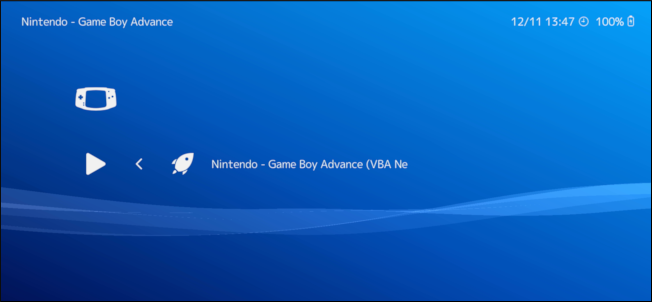 Nintendo - Game Boy Advance
12/11 13:47 100%
Nintendo - Game Boy Advance (VBA Ne